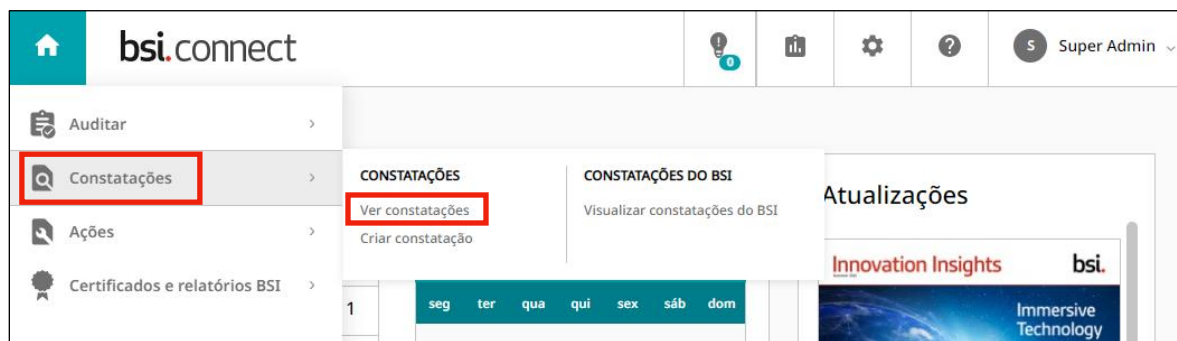 bsi.connect
0
S Super Admin
Auditar
Constatações
Ações
Certificados e relatórios BSI
CONSTATAÇÕES
Ver constatações
Criar constatação
CONSTATAÇÕES DO BSI
Visualizar constatações do BSI
1
seg ter qua qui sex sáb dom
Atualizações
Innovation Insights bsi.
Immersive
Technology